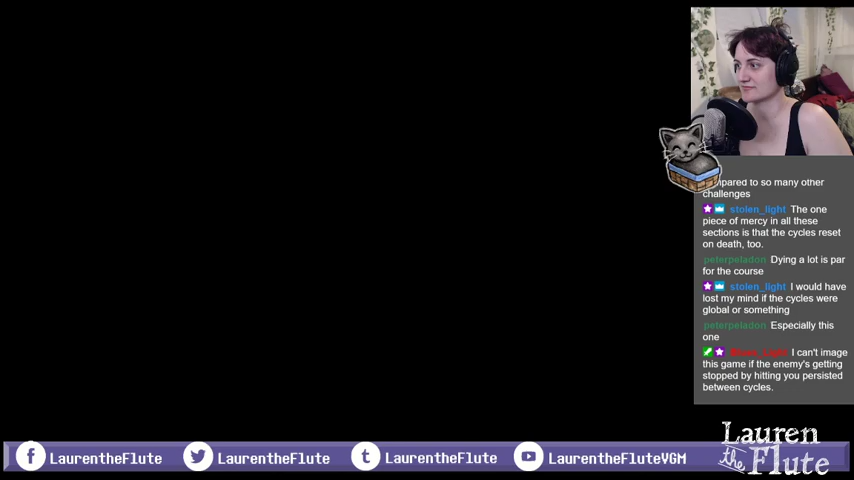 mpared to so many other
challenges
stolen_light The one
piece of mercy in all these
sections is that the cycles reset
on death, too.
peterpeladon Dying a lot is par
for the course
stolen_light I would have
lost my mind if the cycles were
global or something
peterpeladon Especially this
one
I can't image
this game if the enemy's getting
stopped by hitting you persisted
between cycles.
LaurentheFlute
LaurentheFlute
LaurentheFlute
LaurentheFluteVGM
Lauren
the Flute